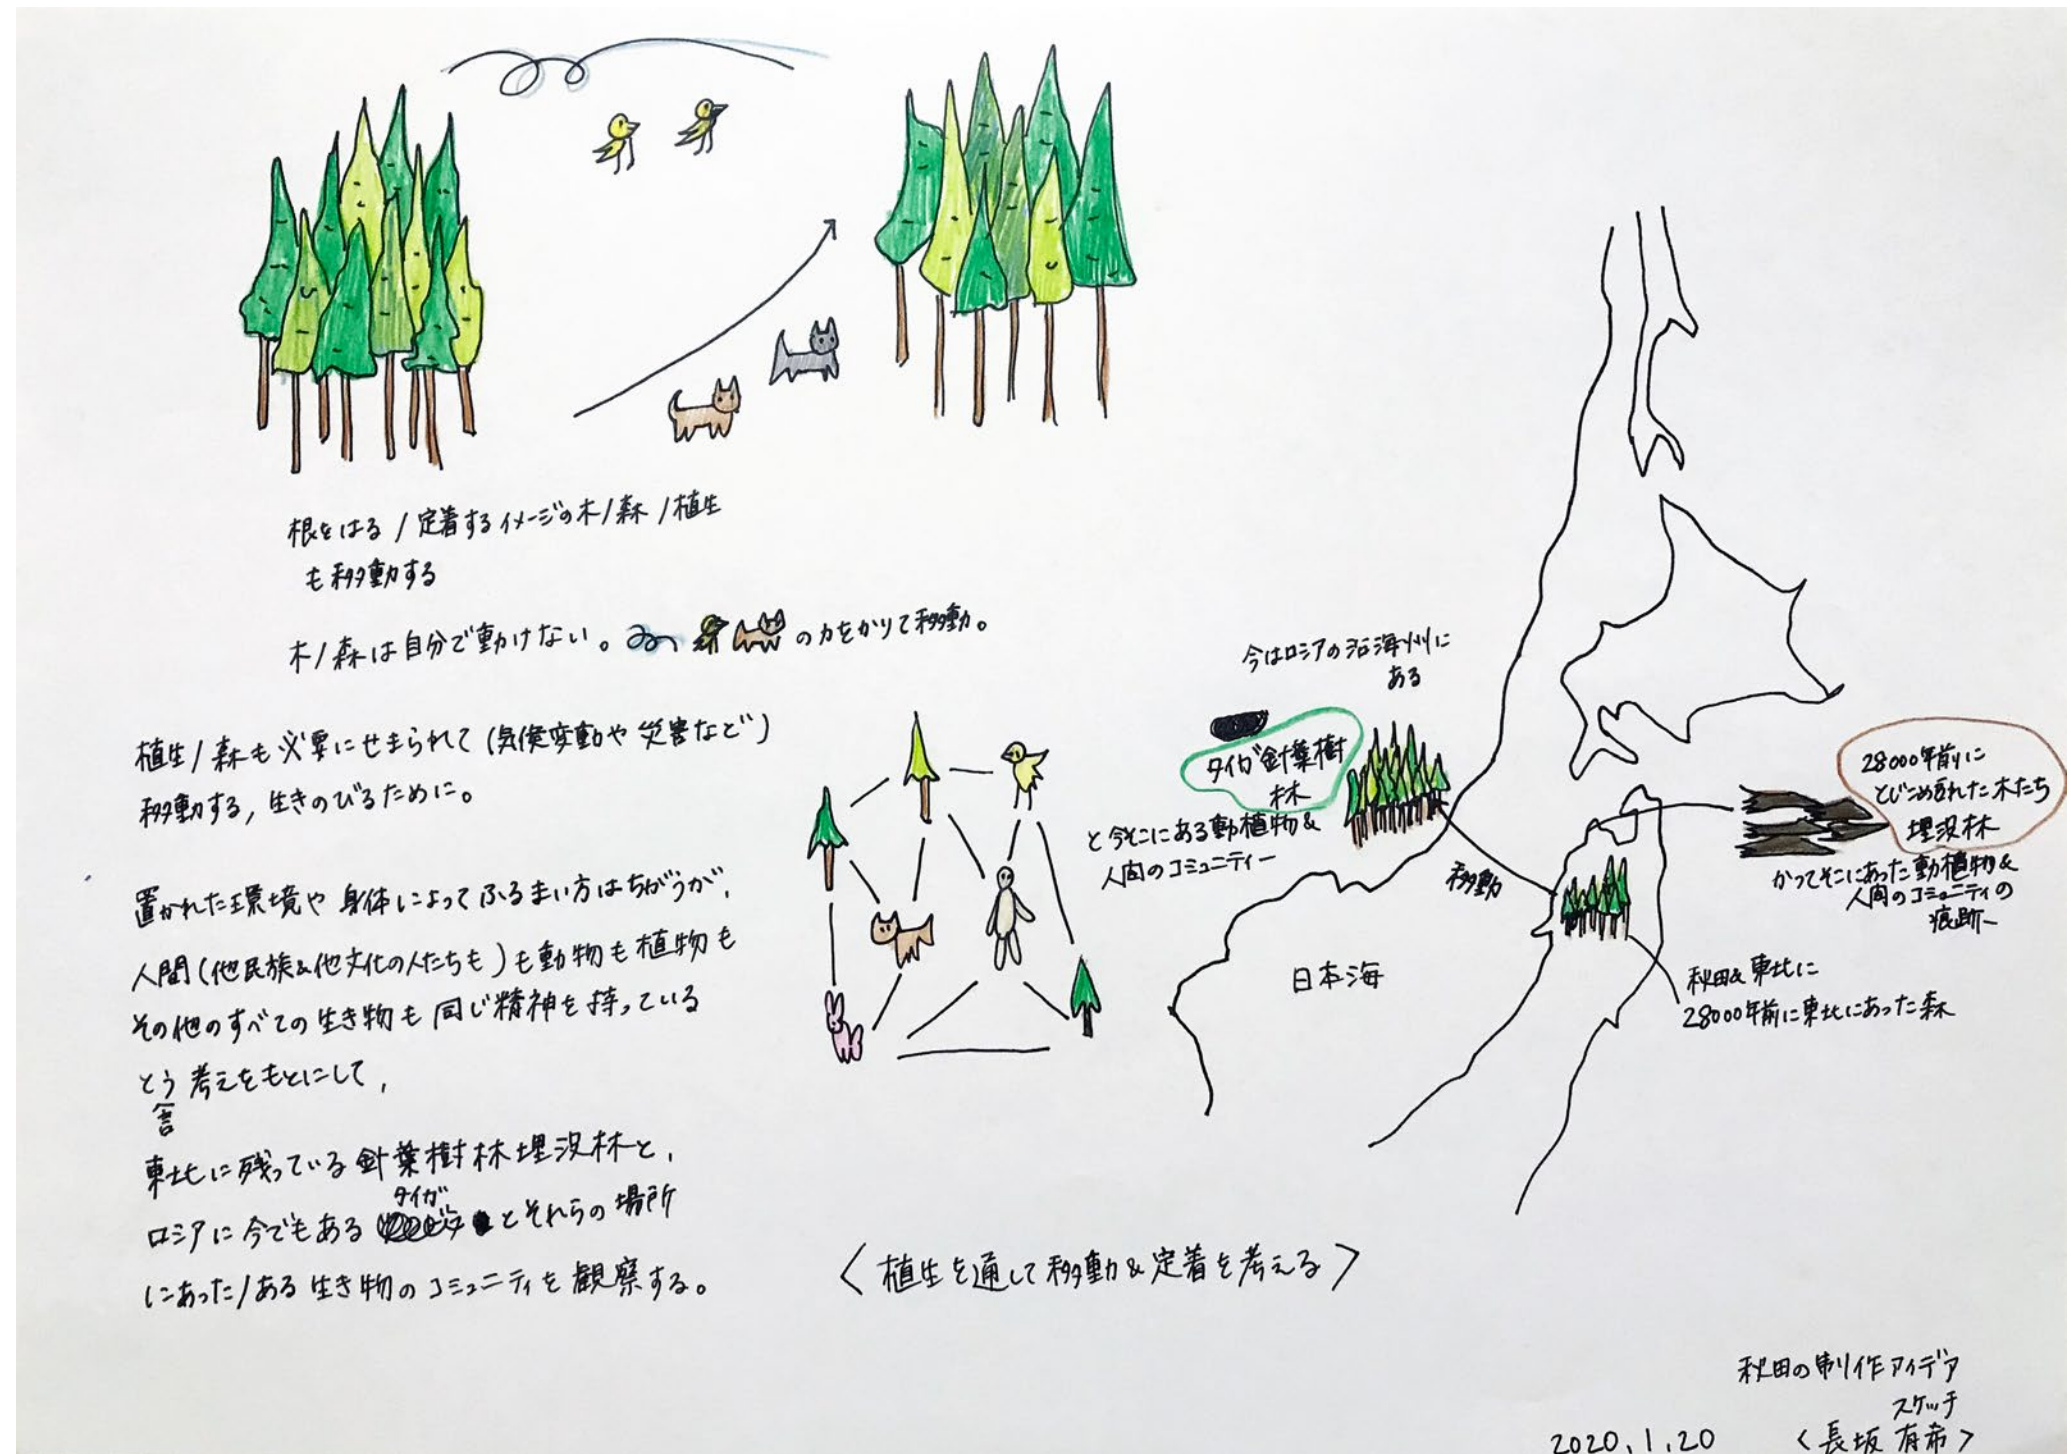 根をはる / 定着するイメージの木/森 /植生
も移動する
木/森は自分で動けない。 の力をかりて移動。
植生/森も必要にせまられて(気候変動や災害など)
移動する,生きのびるために。
置かれた環境や身体によってふるまい方はちがうが,
人間(他民族&他文化の人たちも)も動物も植物も
その他のすべての生き物も同じ精神を持っている
とう考えをもとにして,
言
東北に残っている針葉樹林埋没林と,
タイガ
ロシアに今でもある とそれらの場所
にあった/ある生き物のコミュニティを観察する。
今はロシアの沿海州に
ある
タイガ針葉樹
林
と今そこにある動植物&
人間のコミュニティー
移動
日本海
28000年前に
とじこめられた木たち
埋没林
かつてそこにあった動植物&
人間のコミュニティの
痕跡
秋田&東北に
28000年前に東北にあった森
<植生を通して移動&定着を考える>
秋田の制作アイデア
スケッチ
2020.1.20 <長坂 有希>